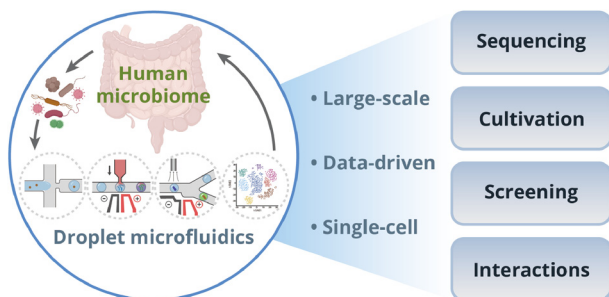 Human
microbiome
Droplet microfluidics
• Large-scale
• Data-driven
• Single-cell
Sequencing
Cultivation
Screening
Interactions